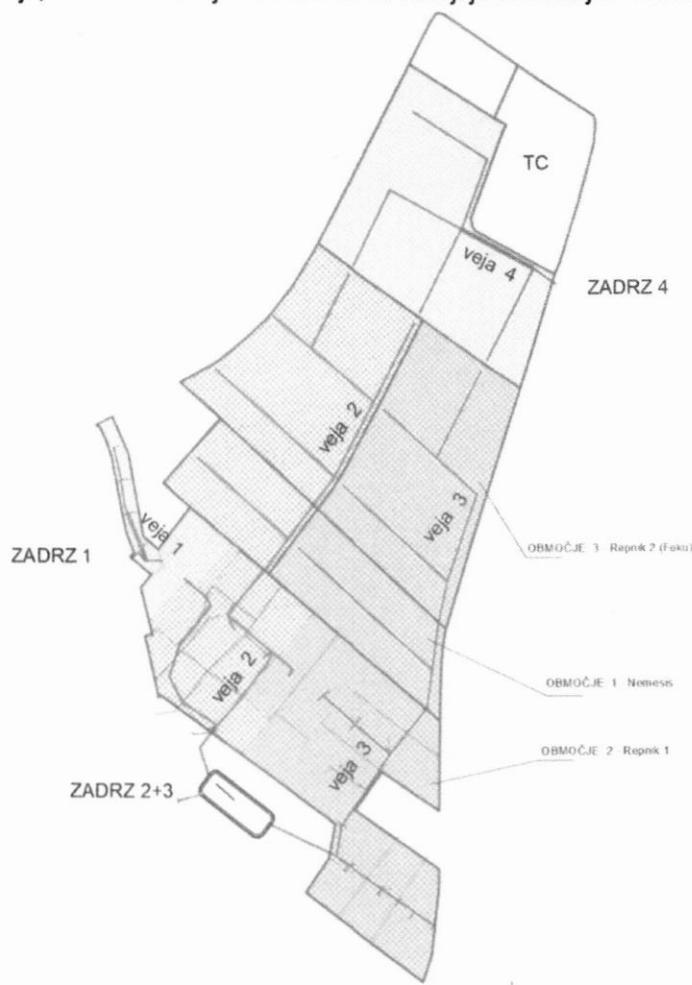 TC
veja 4
ZADRZ 4
veja 2
veja 3
veja 1
ZADRZ 1
OBMOČJE 3 - Repnik 2 (Feku)
veja 2
OBMOČJE 1 - Nemesis
veja 3
OBMOČJE 2 - Repnik 1
ZADRZ 2+3